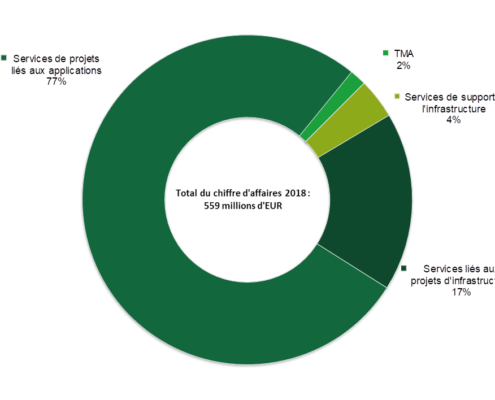 Services de projets
liés aux applications
77%
TMA
2%
Services de support
l'infrastructure
4%
Total du chiffre d'affaires 2018 :
559 millions d'EUR
Services liés au
projets d'infrastruc
17%